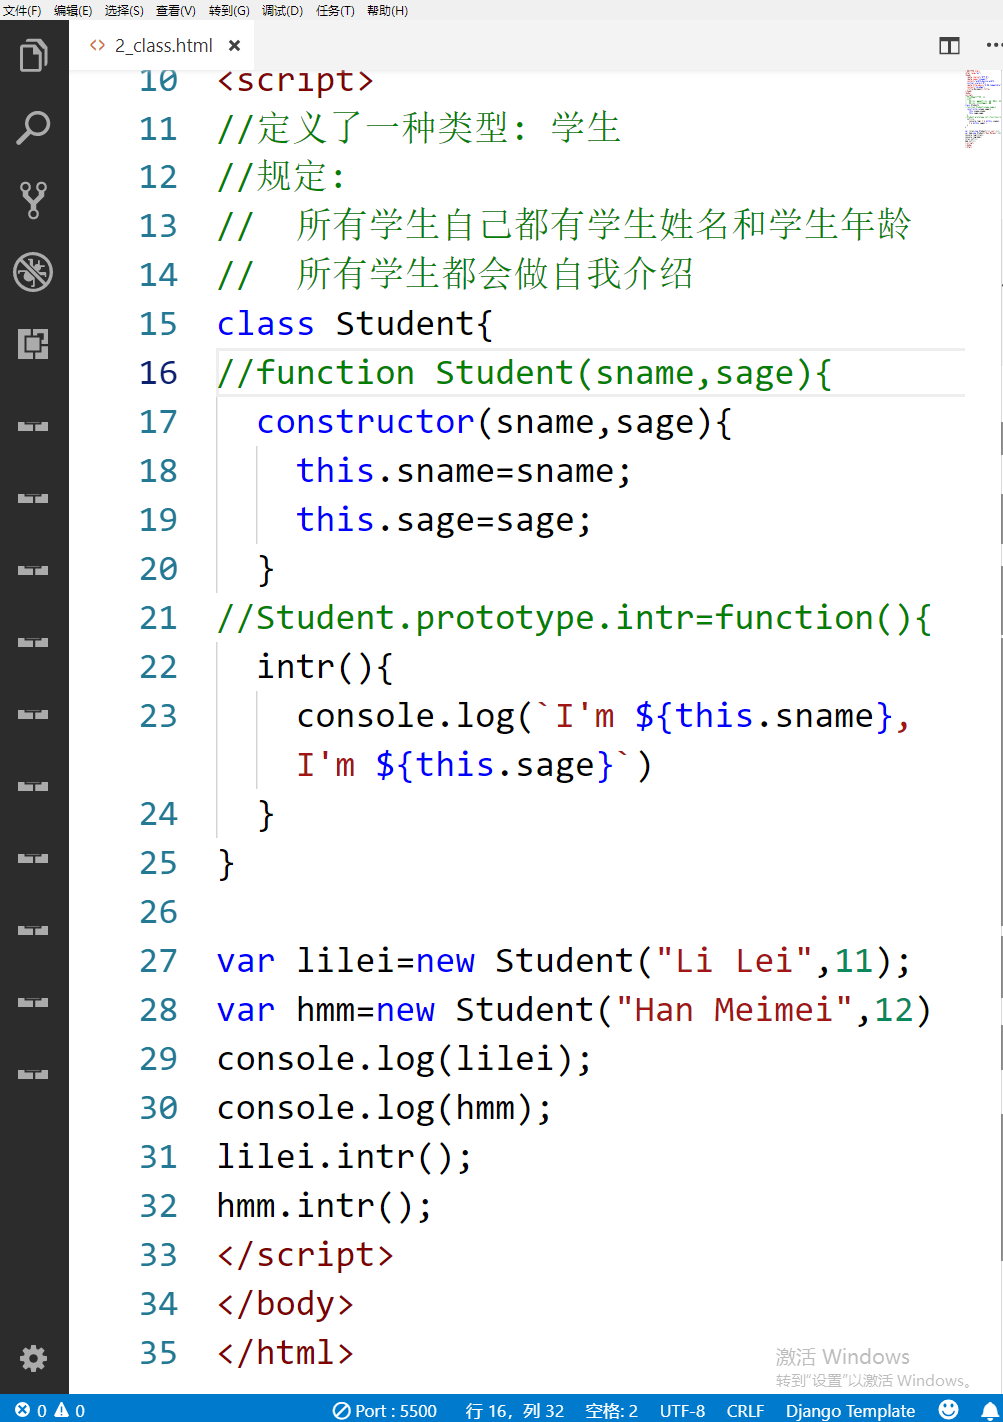 文件(F) 编辑(E) 选择(S) 查看(V) 转到(G) 调试(D) 任务(T) 帮助(H)
<> 2_class.html ×
10 <script>
11 //定义了一种类型: 学生
12 //规定:
13 //  所有学生自己都有学生姓名和学生年龄
14 //  所有学生都会做自我介绍
15 class Student{
16 //function Student(sname,sage){
17   constructor(sname,sage){
18     this.sname=sname;
19     this.sage=sage;
20   }
21 //Student.prototype.intr=function(){
22   intr(){
23     console.log(`I'm ${this.sname},
    I'm ${this.sage}`)
24   }
25 }
26
27 var lilei=new Student("Li Lei",11);
28 var hmm=new Student("Han Meimei",12)
29 console.log(lilei);
30 console.log(hmm);
31 lilei.intr();
32 hmm.intr();
33 </script>
34 </body>
35 </html>
激活 Windows
转到“设置”以激活 Windows。
0 0 Port : 5500 行 16，列 32 空格: 2 UTF-8 CRLF Django Template